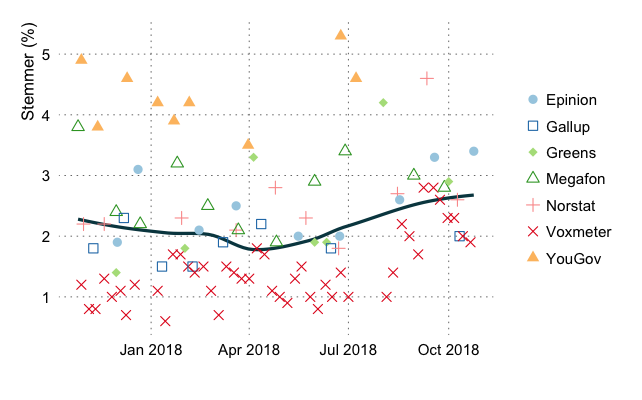 Stemmer (%)
5
4
3
2
1
Jan 2018 Apr 2018 Jul 2018 Oct 2018
Epinion
Gallup
Greens
Megafon
Norstat
Voxmeter
YouGov